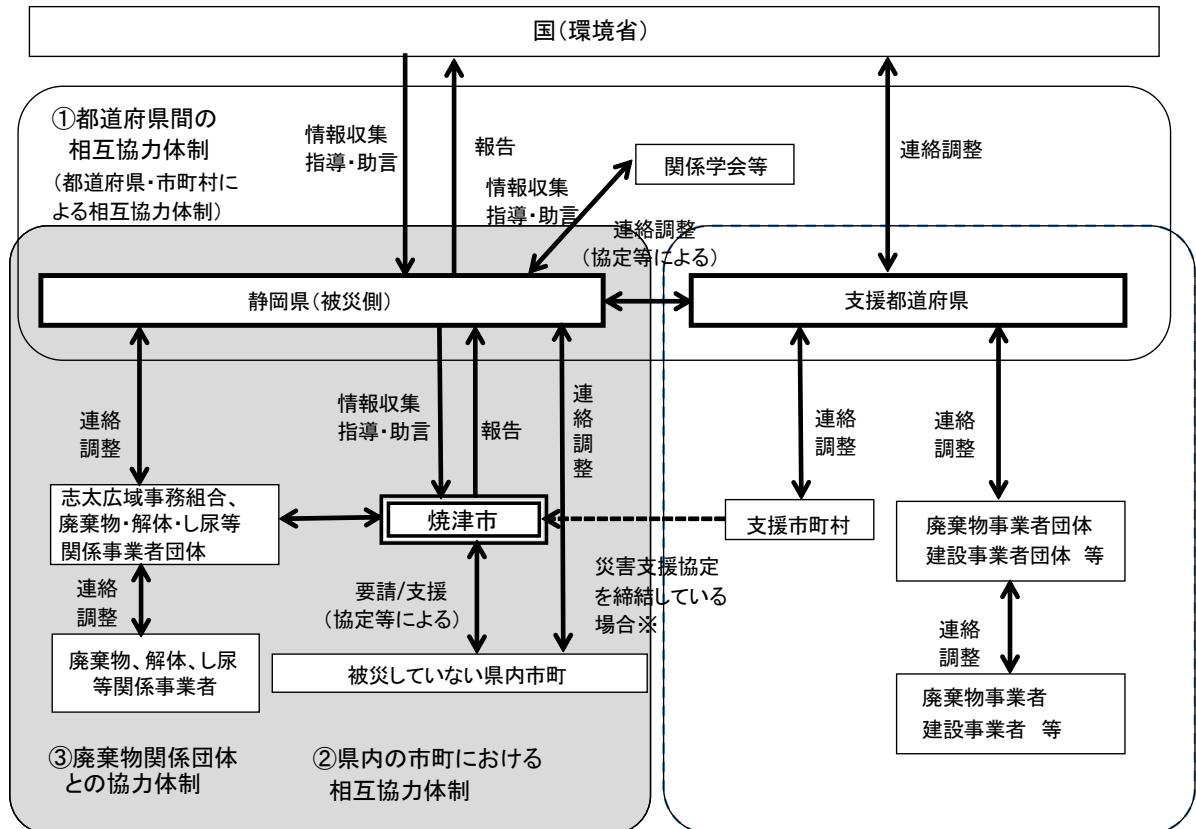 国(環境省)
①都道府県間の
相互協力体制
(都道府県・市町村に
よる相互協力体制)
情報収集
指導・助言
報告
情報収集
指導・助言
関係学会等
連絡調整
連絡調整
(協定等による)
静岡県(被災側)
支援都道府県
連絡
調整
情報収集
指導・助言
報告
連
絡
調
整
連絡
調整
連絡
調整
志太広域事務組合、
廃棄物・解体・し尿等
関係事業者団体
焼津市
支援市町村
廃棄物事業者団体
建設事業者団体 等
連絡
調整
要請/支援
(協定等による)
災害支援協定
を締結している
場合※
連絡
調整
廃棄物、解体、し尿
等関係事業者
被災していない県内市町
廃棄物事業者
建設事業者 等
③廃棄物関係団体
との協力体制
②県内の市町における
相互協力体制